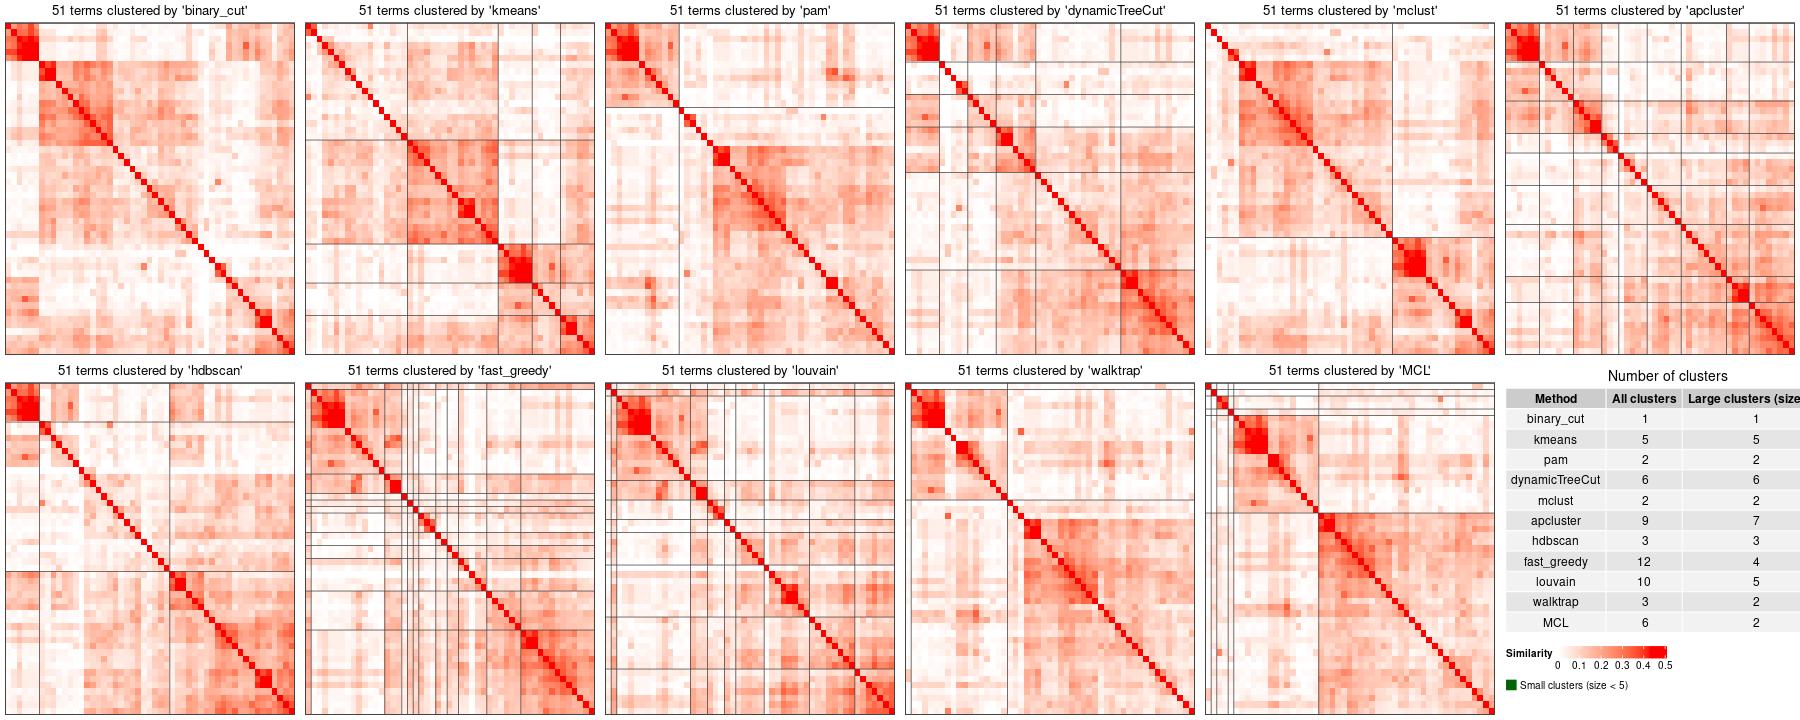 51 terms clustered by 'binary_cut'
51 terms clustered by 'kmeans'
51 terms clustered by 'pam'
51 terms clustered by 'dynamicTreeCut'
51 terms clustered by 'mclust'
51 terms clustered by 'apcluster'
51 terms clustered by 'hdbscan'
51 terms clustered by 'fast_greedy'
51 terms clustered by 'louvain'
51 terms clustered by 'walktrap'
51 terms clustered by 'MCL'
Number of clusters
Method All clusters Large clusters (size
binary_cut 1 1
kmeans 5 5
pam 2 2
dynamicTreeCut 6 6
mclust 2 2
apcluster 9 7
hdbscan 3 3
fast_greedy 12 4
louvain 10 5
walktrap 3 2
MCL 6 2
Similarity
0 0.1 0.2 0.3 0.4 0.5
Small clusters (size < 5)